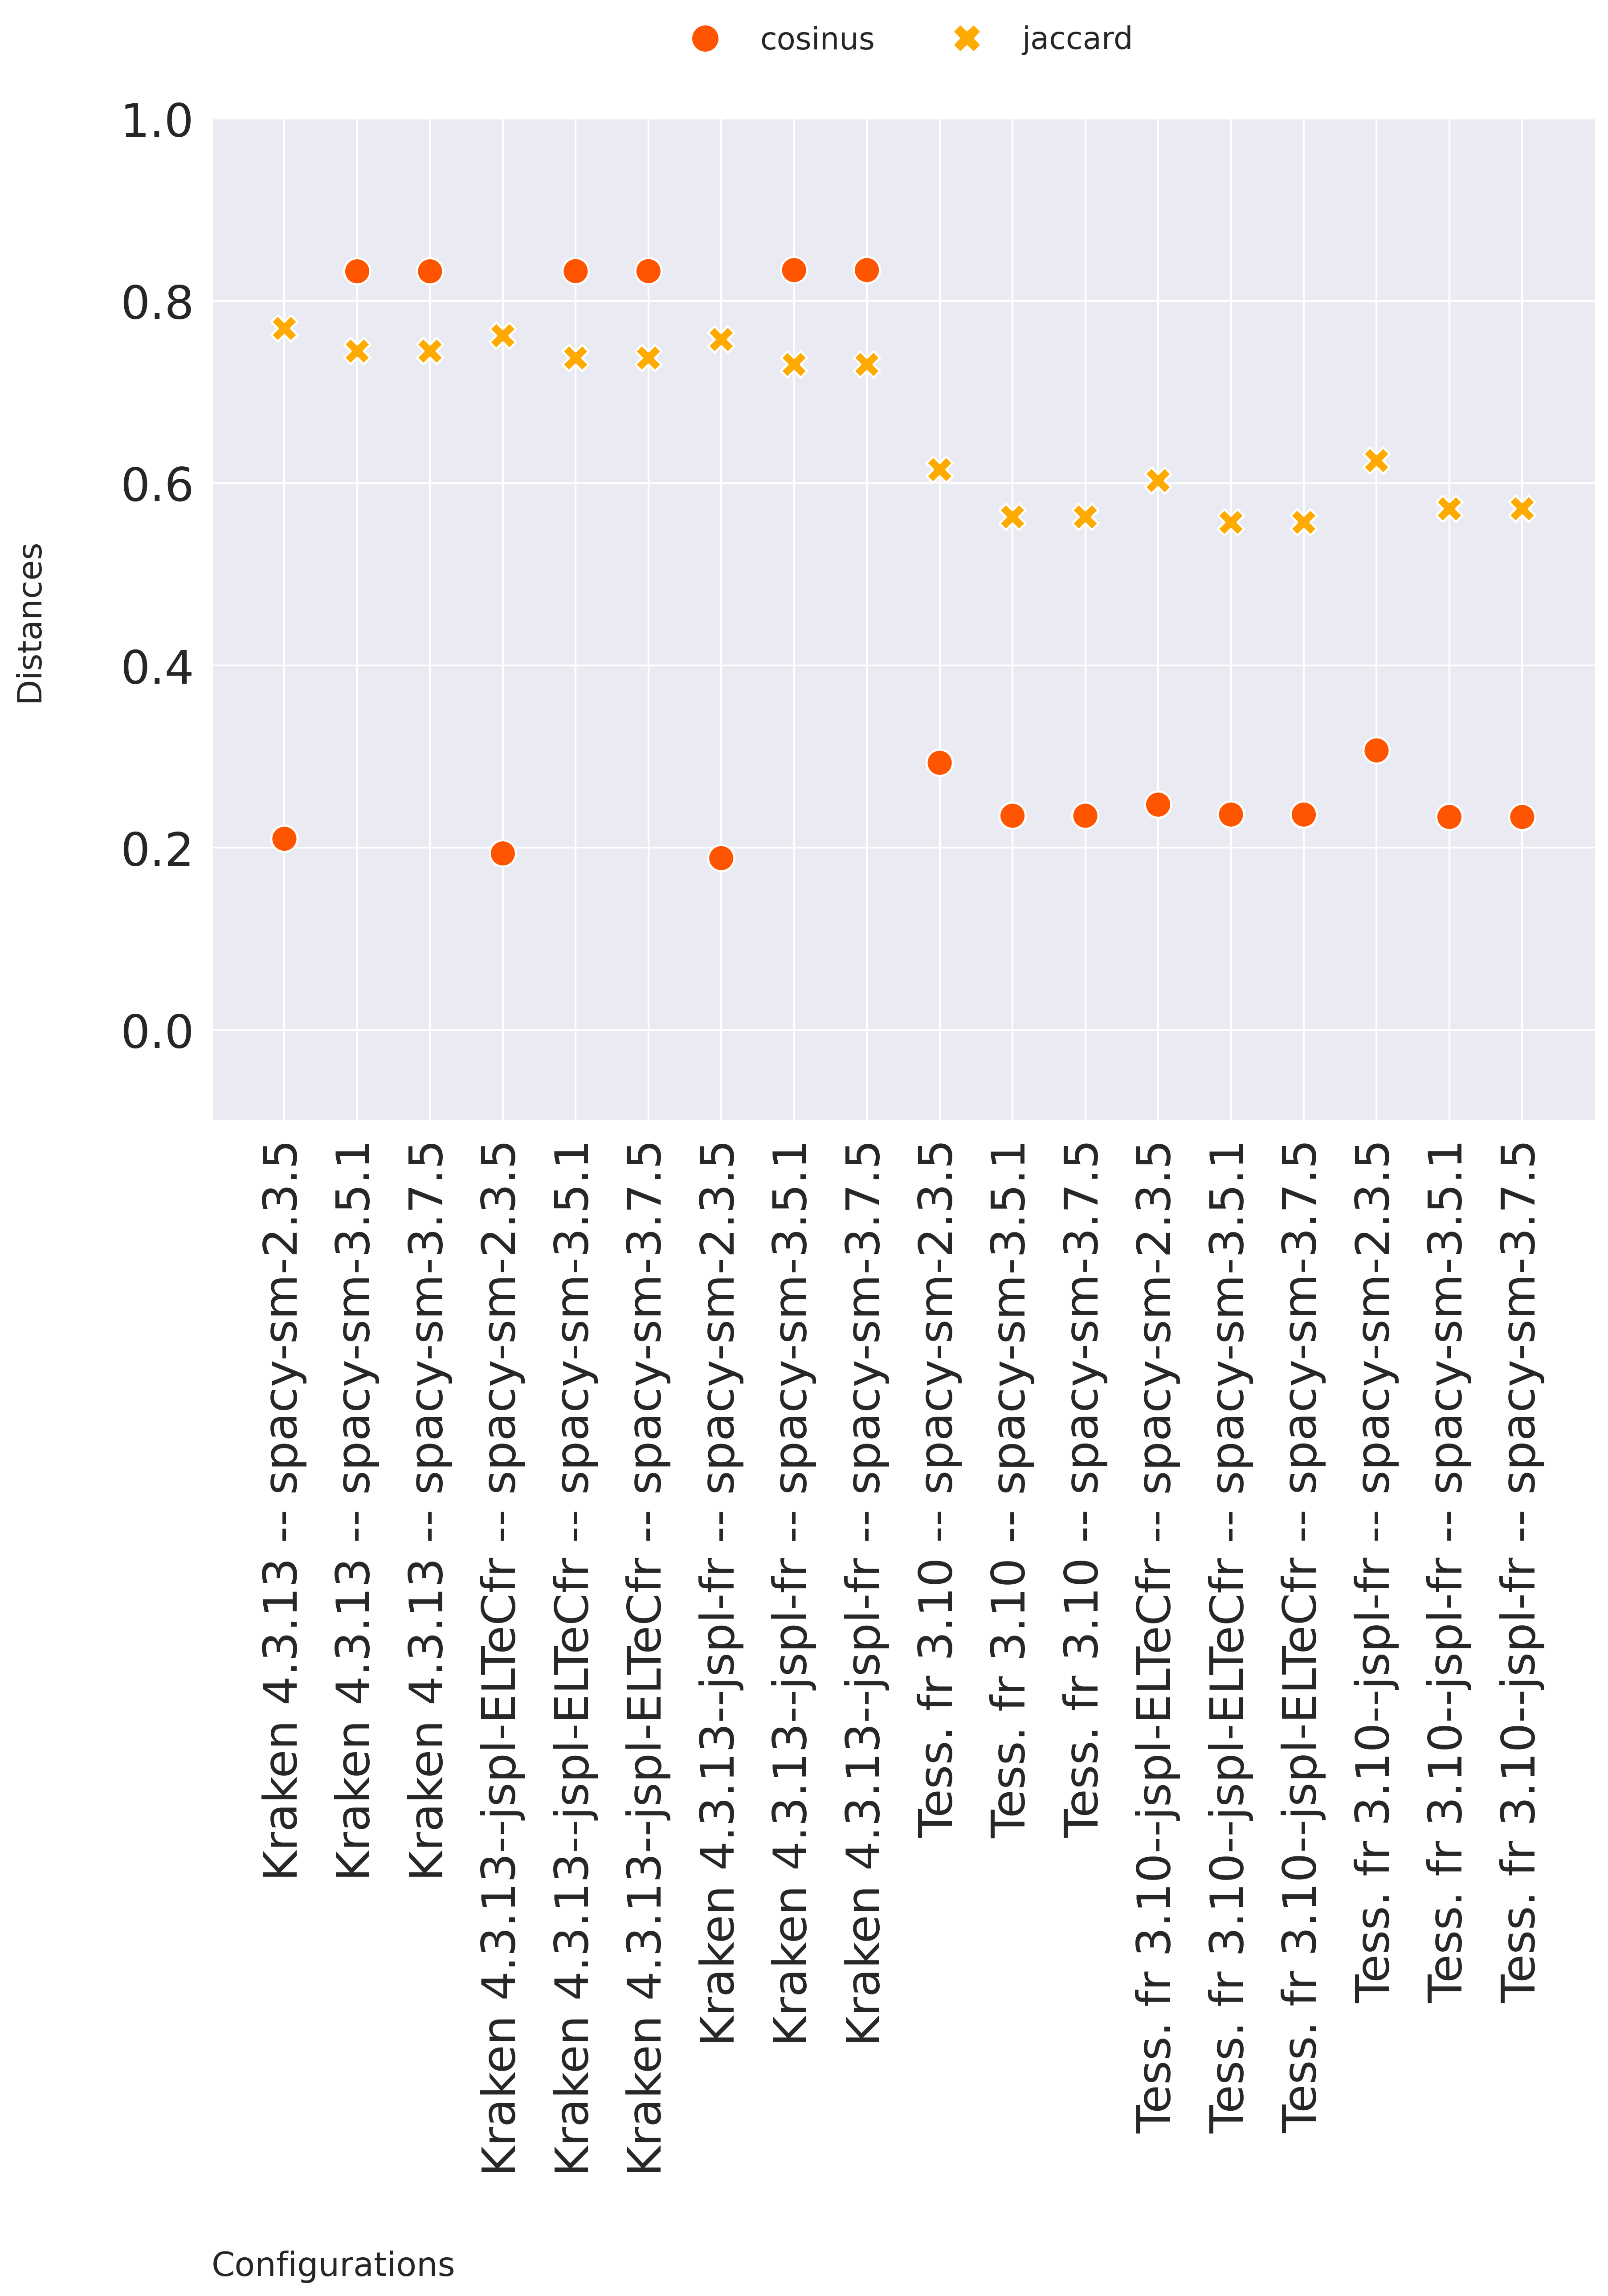 cosinus jaccard
1.0
0.8
0.6
0.4
0.2
0.0
Distances
Kraken 4.3.13 -- spacy-sm-2.3.5
Kraken 4.3.13 -- spacy-sm-3.5.1
Kraken 4.3.13 -- spacy-sm-3.7.5
Kraken 4.3.13--jspl-ELTeCfr -- spacy-sm-2.3.5
Kraken 4.3.13--jspl-ELTeCfr -- spacy-sm-3.5.1
Kraken 4.3.13--jspl-ELTeCfr -- spacy-sm-3.7.5
Kraken 4.3.13--jspl-fr -- spacy-sm-2.3.5
Kraken 4.3.13--jspl-fr -- spacy-sm-3.5.1
Kraken 4.3.13--jspl-fr -- spacy-sm-3.7.5
Tess. fr 3.10 -- spacy-sm-2.3.5
Tess. fr 3.10 -- spacy-sm-3.5.1
Tess. fr 3.10 -- spacy-sm-3.7.5
Tess. fr 3.10--jspl-ELTeCfr -- spacy-sm-2.3.5
Tess. fr 3.10--jspl-ELTeCfr -- spacy-sm-3.5.1
Tess. fr 3.10--jspl-ELTeCfr -- spacy-sm-3.7.5
Tess. fr 3.10--jspl-fr -- spacy-sm-2.3.5
Tess. fr 3.10--jspl-fr -- spacy-sm-3.5.1
Tess. fr 3.10--jspl-fr -- spacy-sm-3.7.5
Configurations